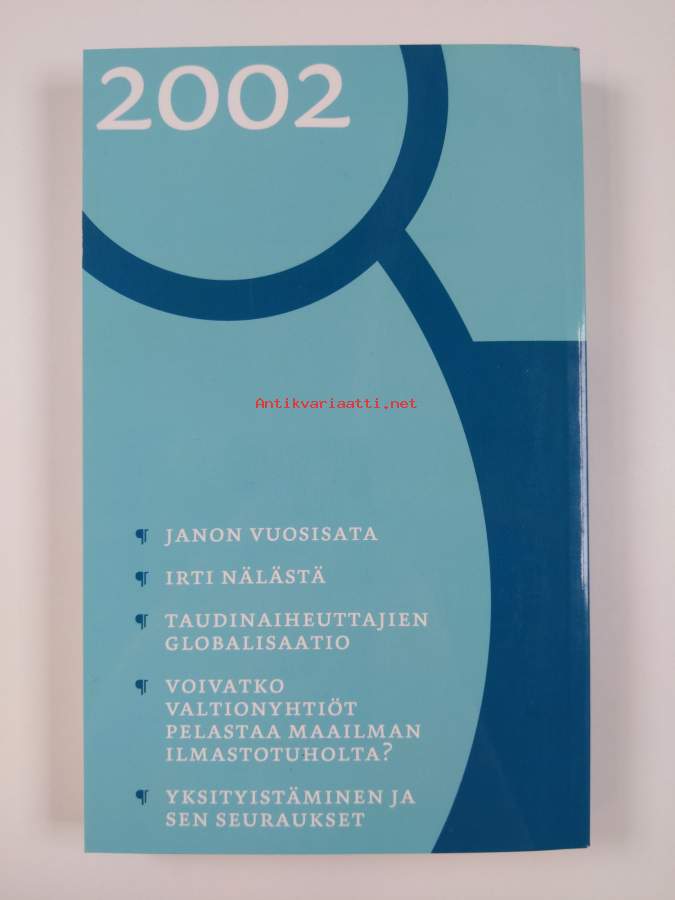 2002
Antikvariaatti.net
¶ JANON VUOSISATA
¶ IRTI NÄLÄSTÄ
¶ TAUDINAIHEUTTAJIEN
GLOBALISAATIO
¶ VOIVATKO
VALTIONYHTIÖT
PELASTAA MAAILMAN
ILMASTOTUHOLTA?
¶ YKSITYISTÄMINEN JA
SEN SEURAUKSET